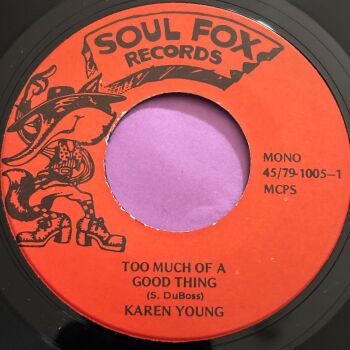 SOUL FOX
RECORDS
MONO
45/79-1005-1
MCPS
TOO MUCH OF A
GOOD THING
(S. DuBoss)
KAREN YOUNG